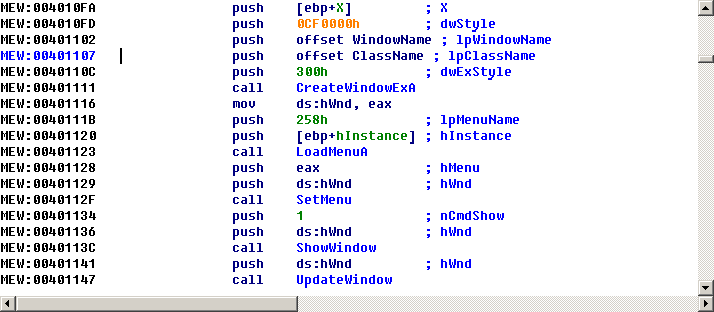 MEW:004010FA push [ebp+X] ; X
MEW:004010FD push 0CF0000h ; dwStyle
MEW:00401102 push offset WindowName ; lpWindowName
MEW:00401107 push offset ClassName ; lpClassName
MEW:0040110C push 300h ; dwExStyle
MEW:00401111 call CreateWindowExA
MEW:00401116 mov ds:hWnd, eax
MEW:0040111B push 258h ; lpMenuName
MEW:00401120 push [ebp+hInstance] ; hInstance
MEW:00401123 call LoadMenuA
MEW:00401128 push eax ; hMenu
MEW:00401129 push ds:hWnd ; hWnd
MEW:0040112F call SetMenu
MEW:00401134 push 1 ; nCmdShow
MEW:00401136 push ds:hWnd ; hWnd
MEW:0040113C call ShowWindow
MEW:00401141 push ds:hWnd ; hWnd
MEW:00401147 call UpdateWindow